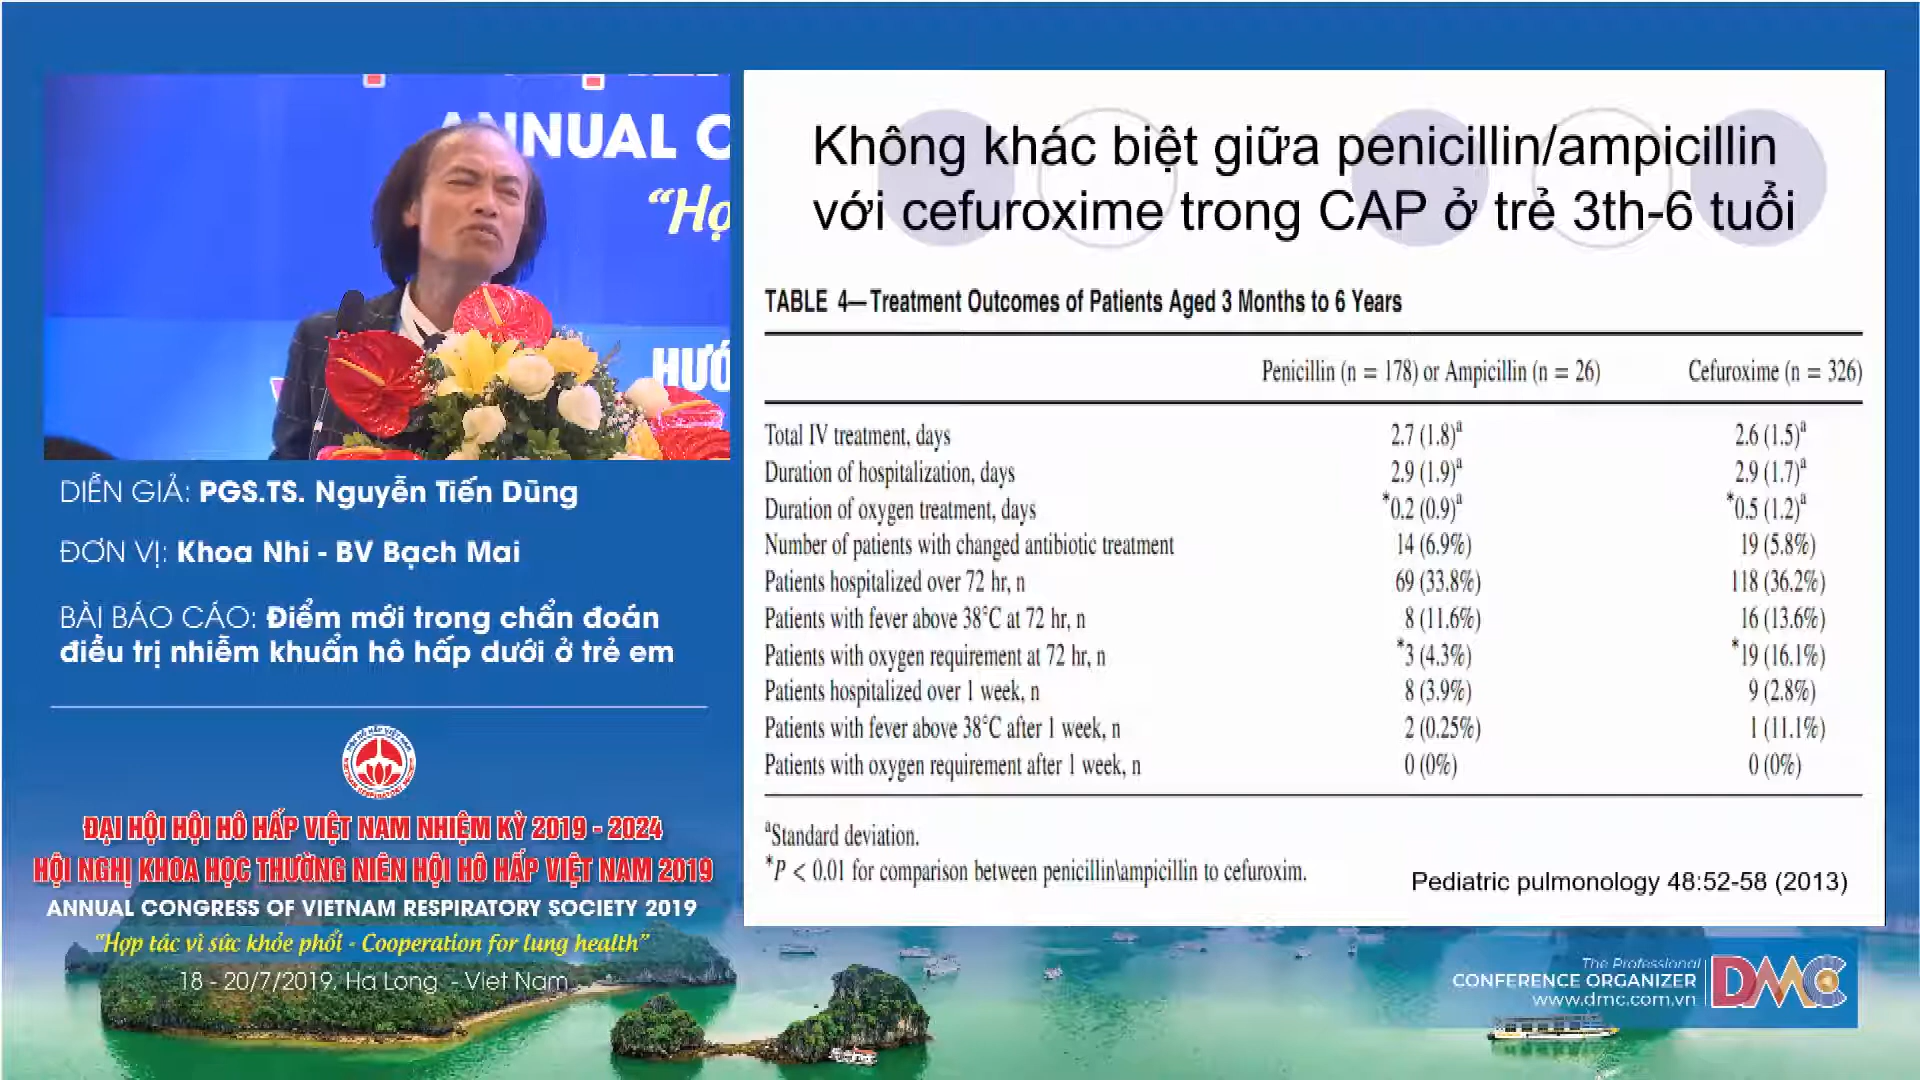 ANNUAL C
“Họ
HƯỚ
DIỄN GIẢ: PGS.TS. Nguyễn Tiến Dũng
ĐƠN VỊ: Khoa Nhi - BV Bạch Mai
BÀI BÁO CÁO: Điểm mới trong chẩn đoán
điều trị nhiễm khuẩn hô hấp dưới ở trẻ em
HỘI HÔ HẤP VIỆT NAM
ĐẠI HỘI HỘI HÔ HẤP VIỆT NAM NHIỆM KỲ 2019 - 2024
HỘI NGHỊ KHOA HỌC THƯỜNG NIÊN HỘI HÔ HẤP VIỆT NAM 2019
ANNUAL CONGRESS OF VIETNAM RESPIRATORY SOCIETY 2019
“Hợp tác vì sức khỏe phổi - Cooperation for lung health”
18 - 20/7/2019, Ha Long - Viet Nam
Không khác biệt giữa penicillin/ampicillin
với cefuroxime trong CAP ở trẻ 3th-6 tuổi
TABLE 4—Treatment Outcomes of Patients Aged 3 Months to 6 Years
Penicillin (n = 178) or Ampicillin (n = 26) Cefuroxime (n = 326)
Total IV treatment, days 2.7 (1.8)a 2.6 (1.5)a
Duration of hospitalization, days 2.9 (1.9)a 2.9 (1.7)a
Duration of oxygen treatment, days *0.2 (0.9)a *0.5 (1.2)a
Number of patients with changed antibiotic treatment 14 (6.9%) 19 (5.8%)
Patients hospitalized over 72 hr, n 69 (33.8%) 118 (36.2%)
Patients with fever above 38°C at 72 hr, n 8 (11.6%) 16 (13.6%)
Patients with oxygen requirement at 72 hr, n *3 (4.3%) *19 (16.1%)
Patients hospitalized over 1 week, n 8 (3.9%) 9 (2.8%)
Patients with fever above 38°C after 1 week, n 2 (0.25%) 1 (11.1%)
Patients with oxygen requirement after 1 week, n 0 (0%) 0 (0%)
aStandard deviation.
*P < 0.01 for comparison between penicillin\ampicillin to cefuroxim.
Pediatric pulmonology 48:52-58 (2013)
The Professional
CONFERENCE ORGANIZER
www.dmc.com.vn
DMC